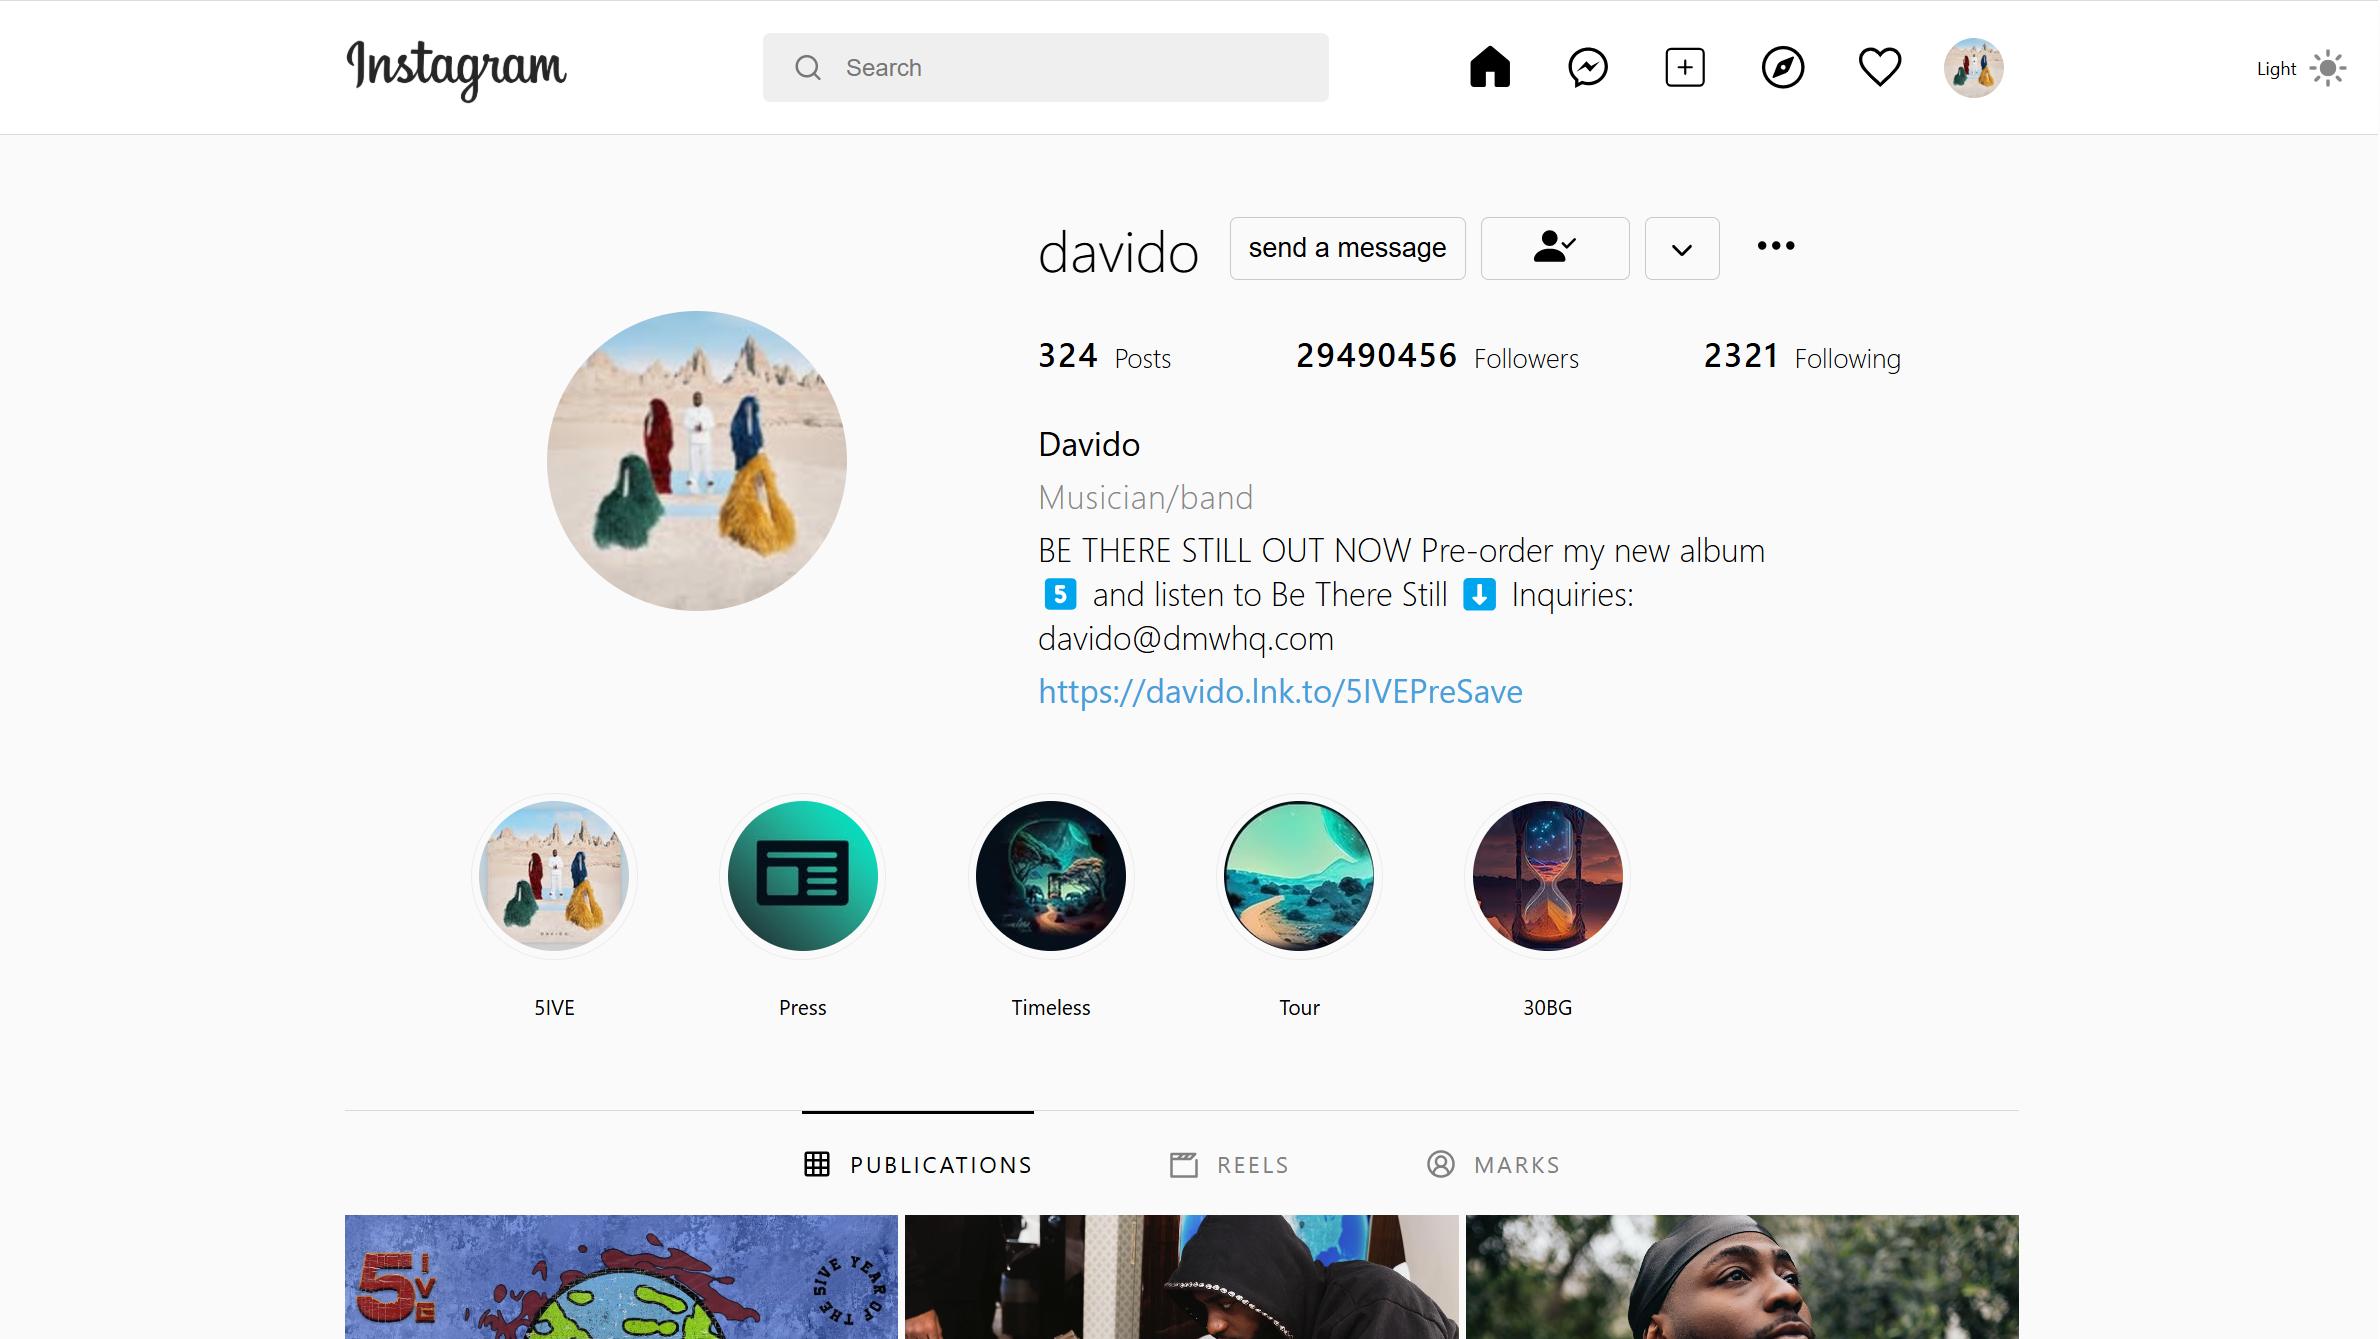 Instagram
Search
Light
davido
send a message
324 Posts
29490456 Followers
2321 Following
Davido
Musician/band
BE THERE STILL OUT NOW Pre-order my new album
5 and listen to Be There Still ⬇ Inquiries:
davido@dmwhq.com
https://davido.lnk.to/5IVEPreSave
DAVIDO
5IVE
Press
Timeless
Tour
30BG
PUBLICATIONS
REELS
MARKS
5IVE
5IVE YEAR OF THE